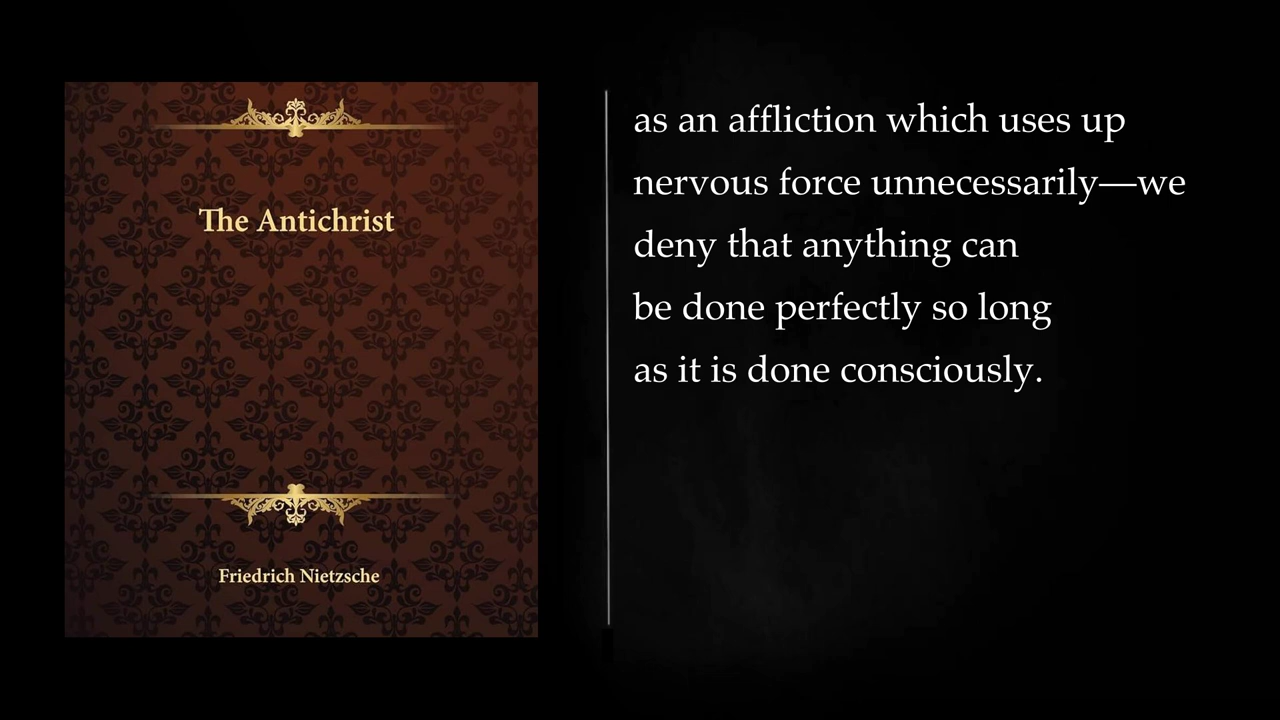 The Antichrist
Friedrich Nietzsche
as an affliction which uses up
nervous force unnecessarily—we
deny that anything can
be done perfectly so long
as it is done consciously.